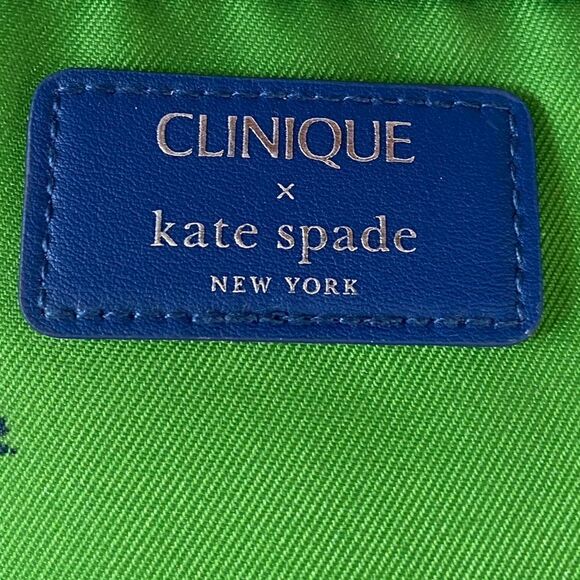 CLINIQUE
x
kate spade
NEW YORK